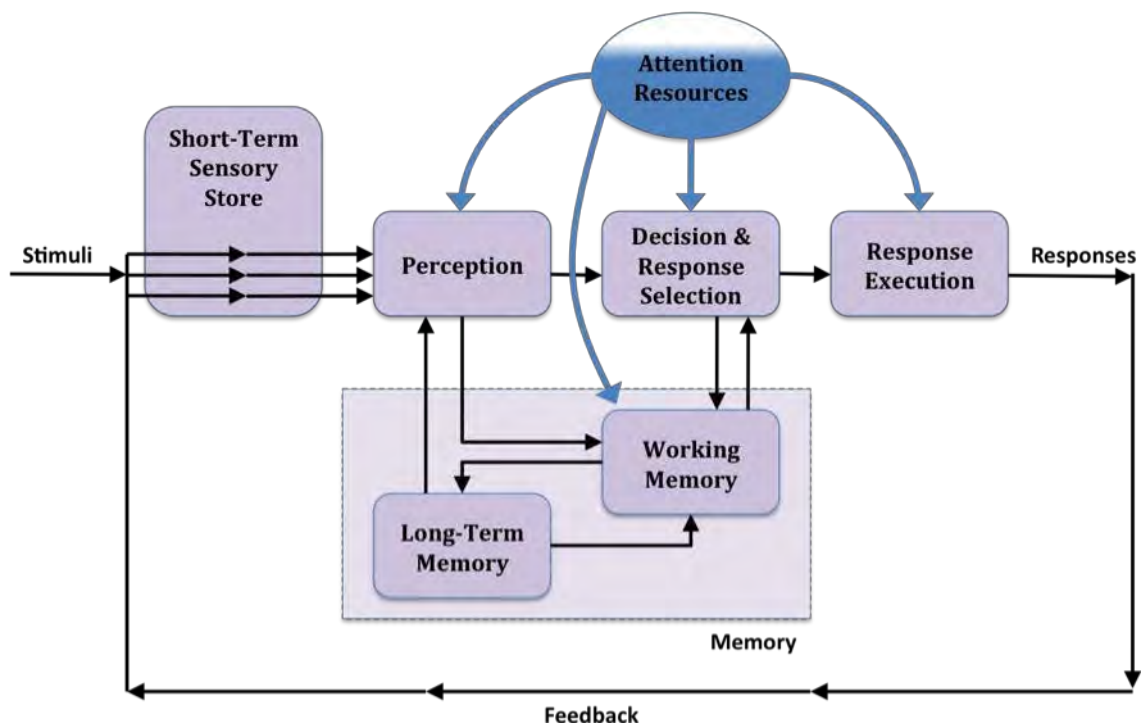 Attention
Resources
Short-Term
Sensory
Store
Stimuli
Perception
Decision &
Response
Selection
Response
Execution
Responses
Working
Memory
Long-Term
Memory
Memory
Feedback